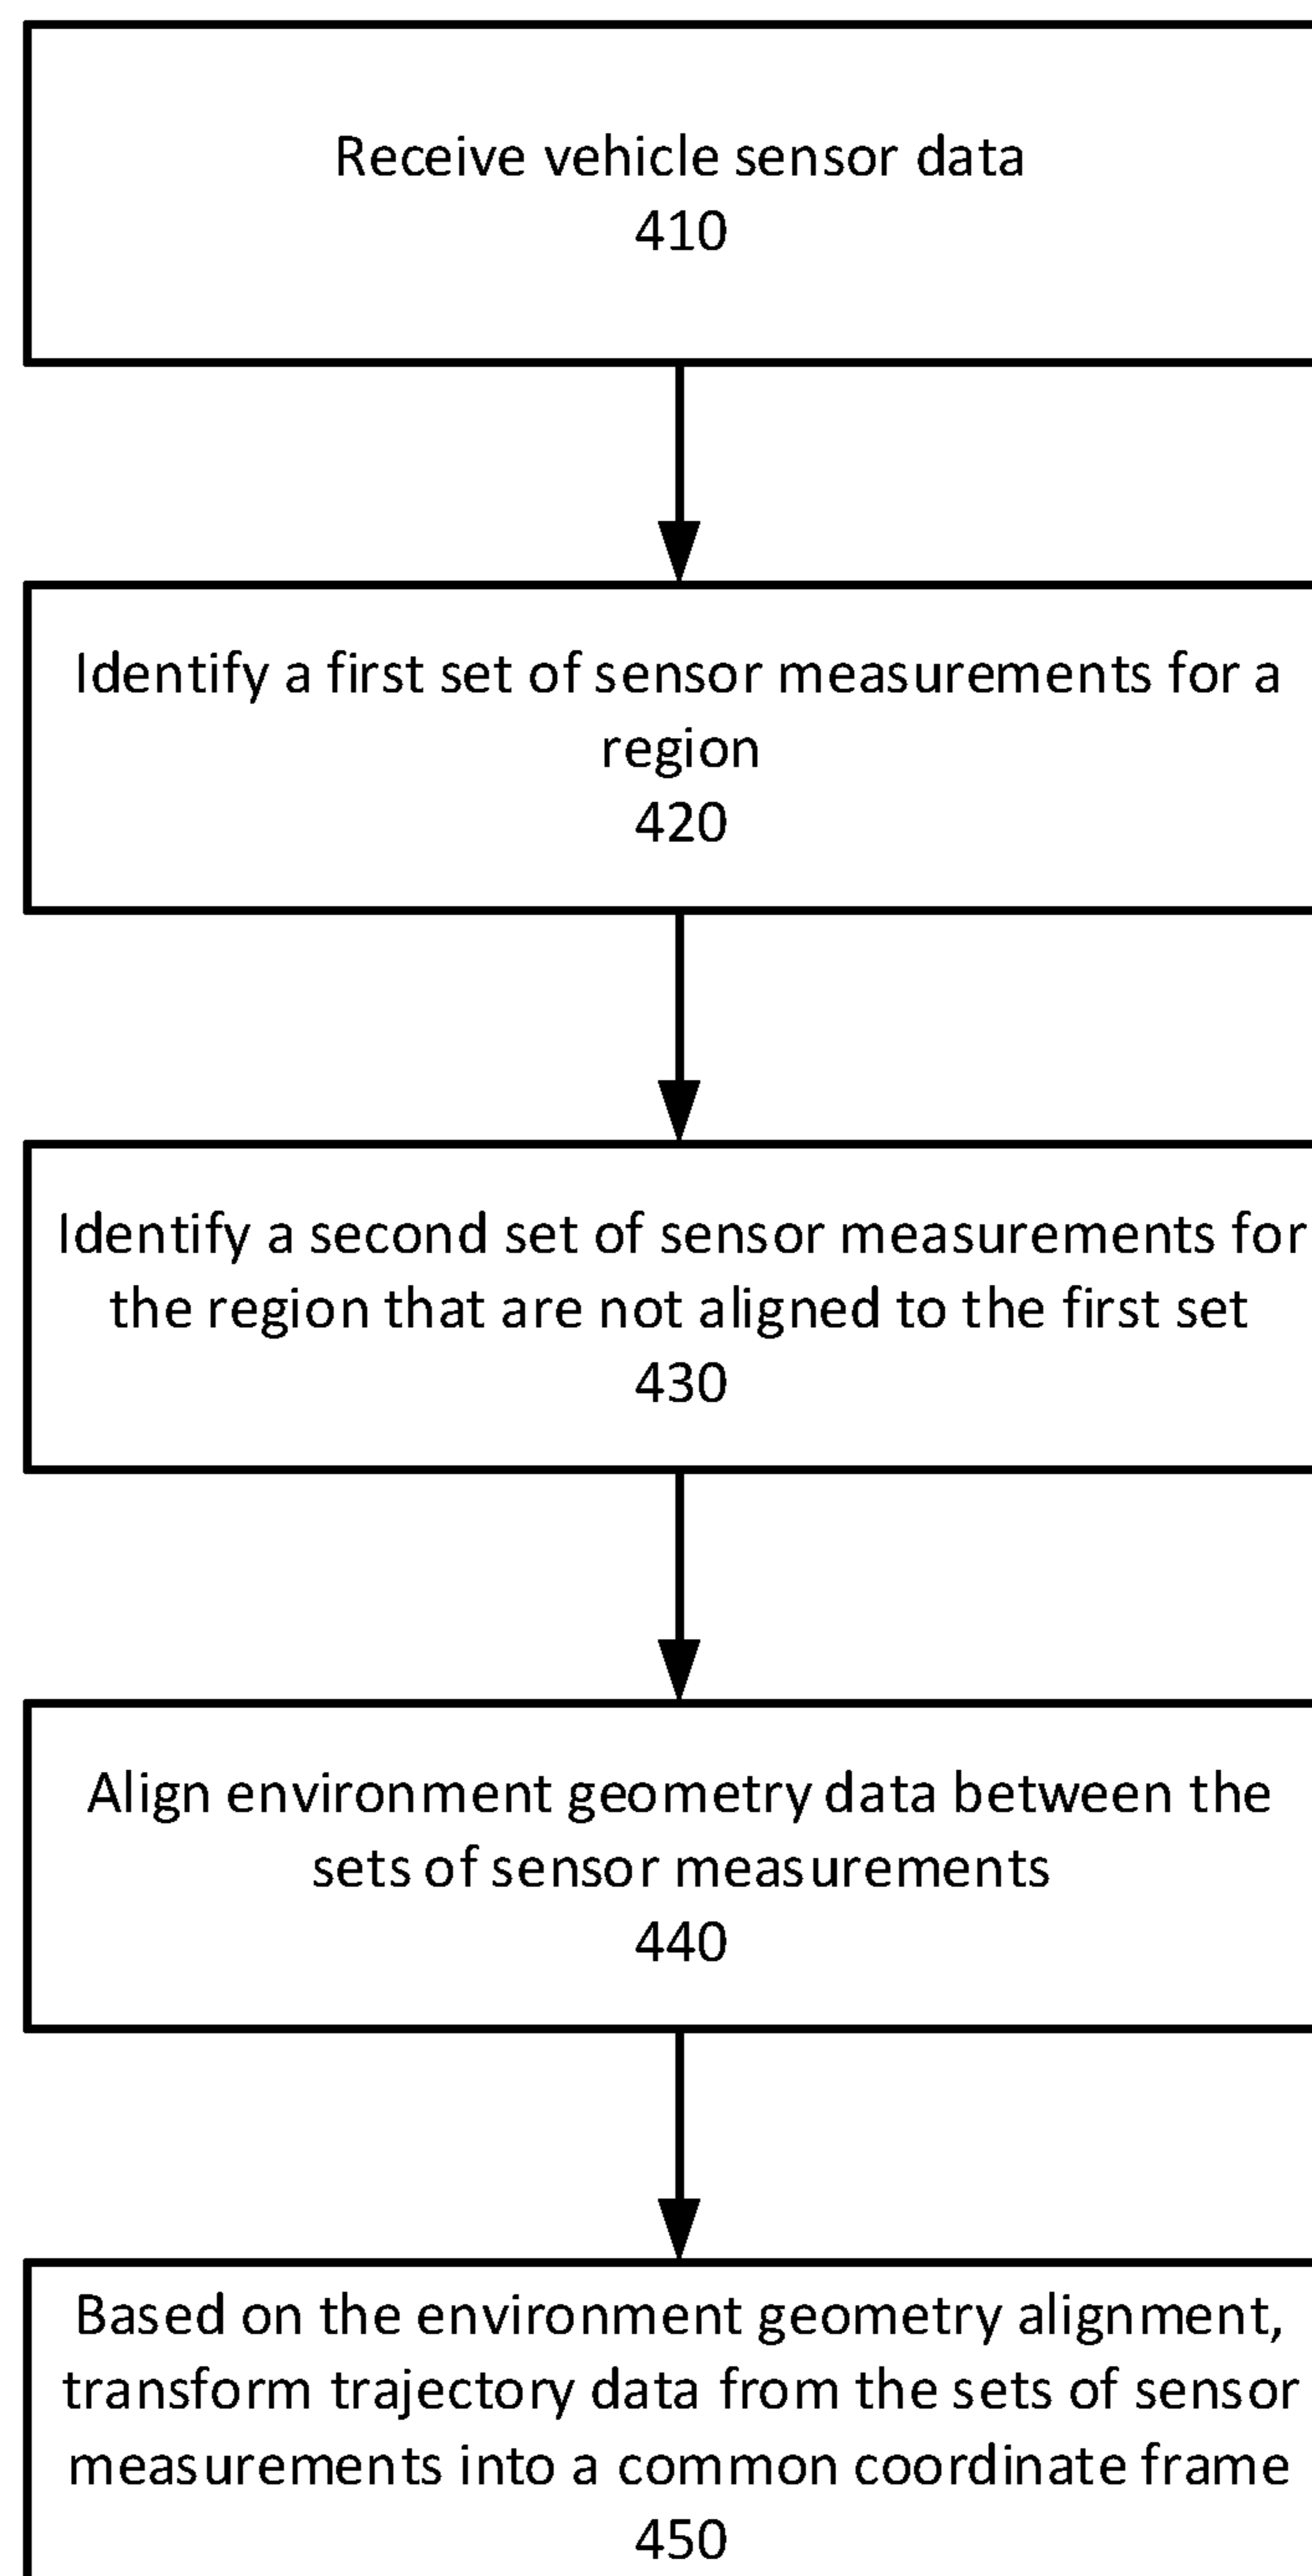 Receive vehicle sensor data
410
Identify a first set of sensor measurements for a
region
420
Identify a second set of sensor measurements for
the region that are not aligned to the first set
430
Align environment geometry data between the
sets of sensor measurements
440
Based on the environment geometry alignment,
transform trajectory data from the sets of sensor
measurements into a common coordinate frame
450